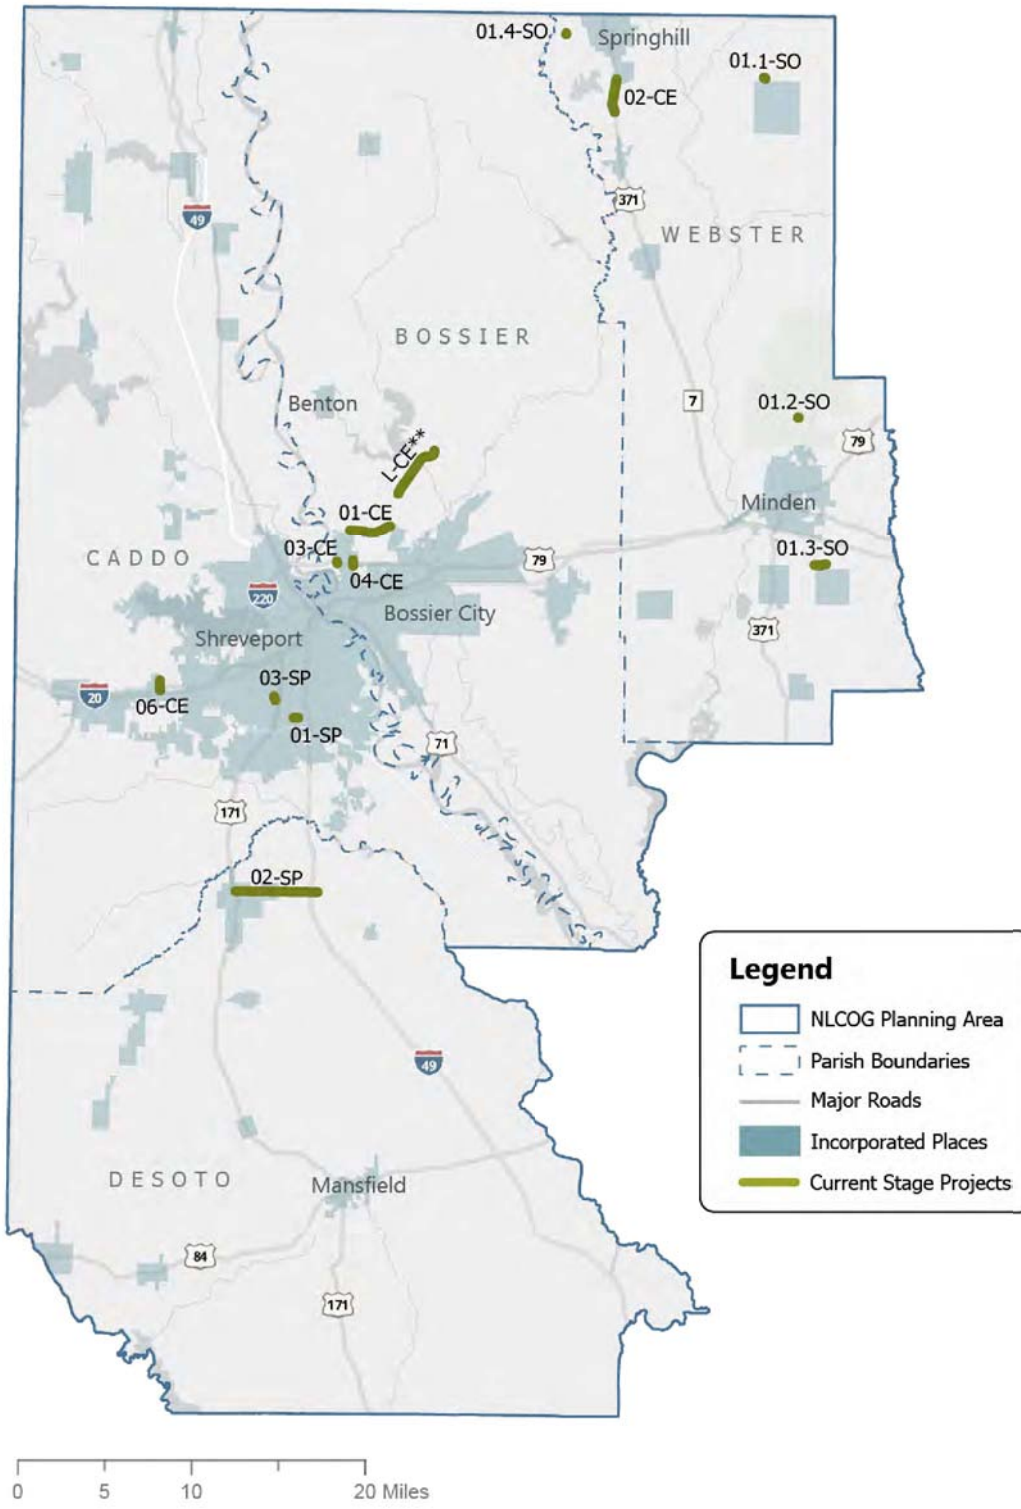 01.4-SO
Springhill
01.1-SO
02-CE
371
49
WEBSTER
BOSSIER
Benton
7
01.2-SO
79
L-CE**
Minden
01-CE
03-CE
01.3-SO
CADDO
79
04-CE
220
Bossier City
371
Shreveport
03-SP
20
06-CE
01-SP
71
171
02-SP
Legend
NLCOG Planning Area
Parish Boundaries
Major Roads
Incorporated Places
Current Stage Projects
49
DESOTO
Mansfield
84
171
0 5 10 20 Miles